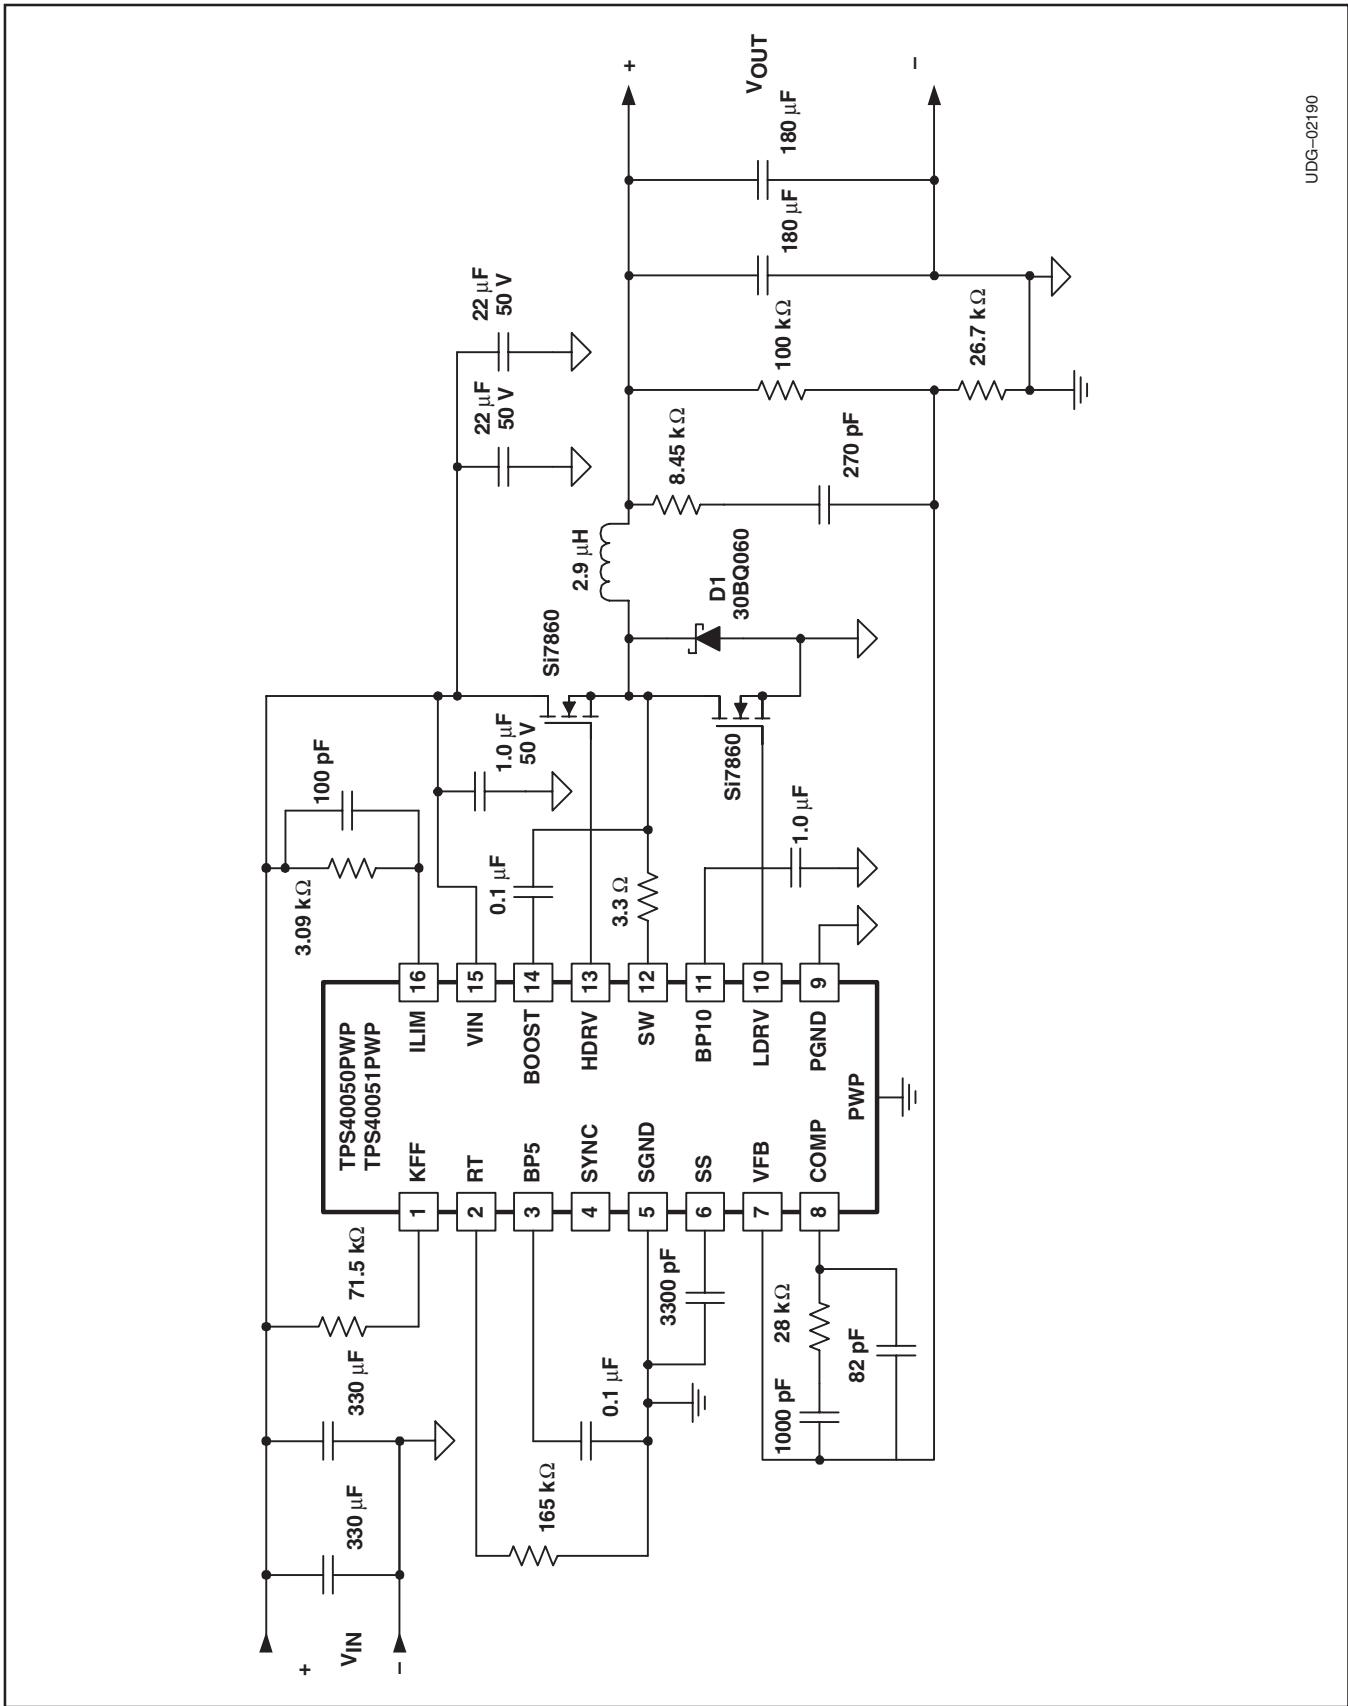 +
VIN
−
330 µF
330 µF
71.5 kΩ
165 kΩ
0.1 µF
3300 pF
1000 pF
28 kΩ
82 pF
TPS40050PWP
TPS40051PWP
1
KFF
2
RT
3
BP5
4
SYNC
5
SGND
6
SS
7
VFB
8
COMP
ILIM
16
VIN
15
BOOST
14
HDRV
13
SW
12
BP10
11
LDRV
10
PGND
9
PWP
3.09 kΩ
100 pF
0.1 µF
1.0 µF
50 V
3.3 Ω
1.0 µF
Si7860
Si7860
D1
30BQ060
2.9 µH
22 µF
50 V
22 µF
50 V
8.45 kΩ
270 pF
100 kΩ
26.7 kΩ
180 µF
180 µF
+
VOUT
−
UDG−02190